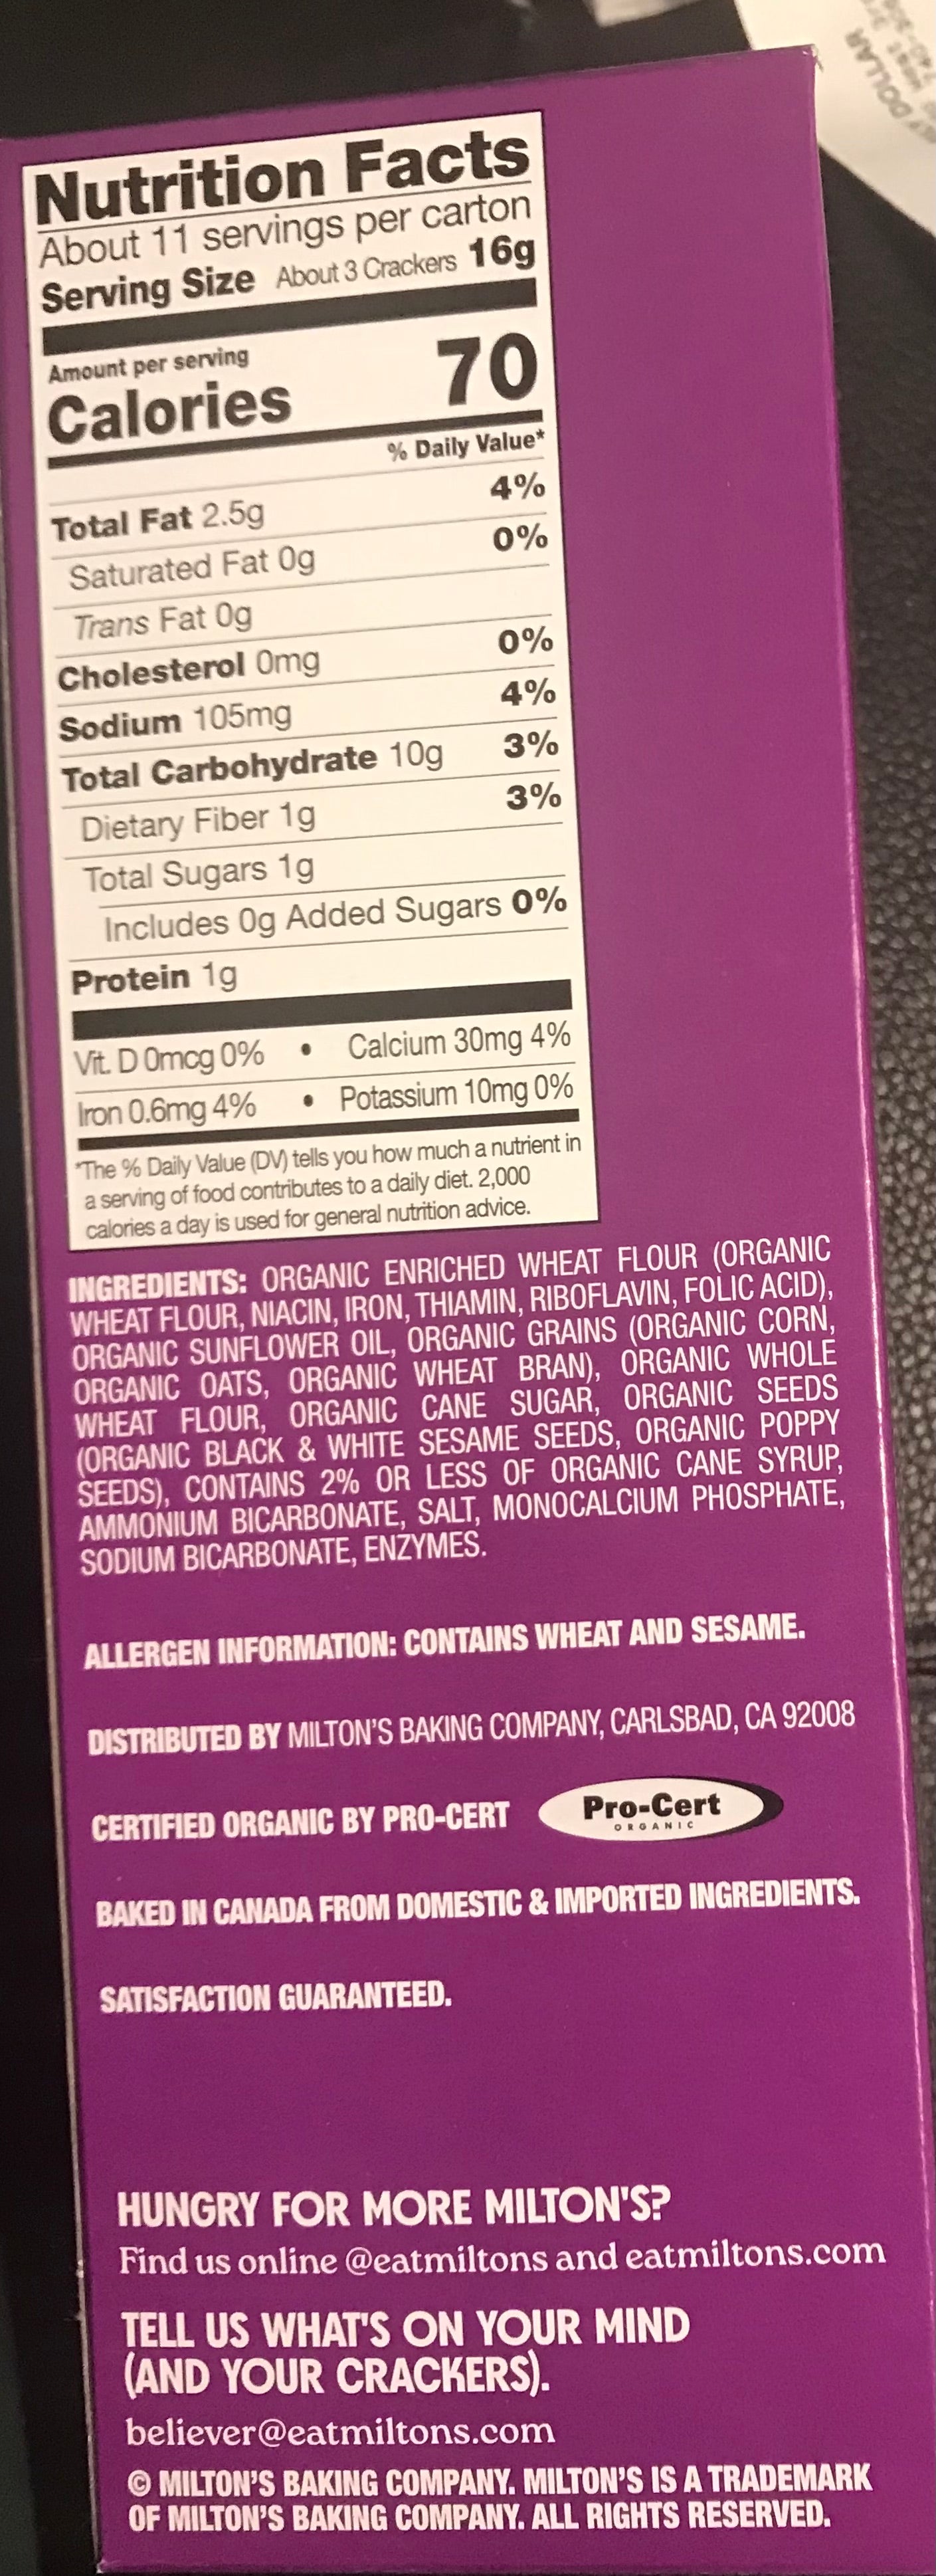 Nutrition Facts
About 11 servings per carton
Serving Size About 3 Crackers 16g
Amount per serving
Calories 70
% Daily Value*
Total Fat 2.5g 4%
Saturated Fat 0g 0%
Trans Fat 0g
Cholesterol 0mg 0%
Sodium 105mg 4%
Total Carbohydrate 10g 3%
Dietary Fiber 1g 3%
Total Sugars 1g
Includes 0g Added Sugars 0%
Protein 1g
Vit. D 0mcg 0% • Calcium 30mg 4%
Iron 0.6mg 4% • Potassium 10mg 0%
*The % Daily Value (DV) tells you how much a nutrient in
a serving of food contributes to a daily diet. 2,000
calories a day is used for general nutrition advice.
INGREDIENTS: ORGANIC ENRICHED WHEAT FLOUR (ORGANIC
WHEAT FLOUR, NIACIN, IRON, THIAMIN, RIBOFLAVIN, FOLIC ACID),
ORGANIC SUNFLOWER OIL, ORGANIC GRAINS (ORGANIC CORN,
ORGANIC OATS, ORGANIC WHEAT BRAN), ORGANIC WHOLE
WHEAT FLOUR, ORGANIC CANE SUGAR, ORGANIC SEEDS
(ORGANIC BLACK & WHITE SESAME SEEDS, ORGANIC POPPY
SEEDS), CONTAINS 2% OR LESS OF ORGANIC CANE SYRUP,
AMMONIUM BICARBONATE, SALT, MONOCALCIUM PHOSPHATE,
SODIUM BICARBONATE, ENZYMES.
ALLERGEN INFORMATION: CONTAINS WHEAT AND SESAME.
DISTRIBUTED BY MILTON'S BAKING COMPANY, CARLSBAD, CA 92008
CERTIFIED ORGANIC BY PRO-CERT Pro-Cert
ORGANIC
BAKED IN CANADA FROM DOMESTIC & IMPORTED INGREDIENTS.
SATISFACTION GUARANTEED.
HUNGRY FOR MORE MILTON'S?
Find us online @eatmiltons and eatmiltons.com
TELL US WHAT'S ON YOUR MIND
(AND YOUR CRACKERS).
believer@eatmiltons.com
© MILTON'S BAKING COMPANY. MILTON'S IS A TRADEMARK
OF MILTON'S BAKING COMPANY. ALL RIGHTS RESERVED.
DOLLAR